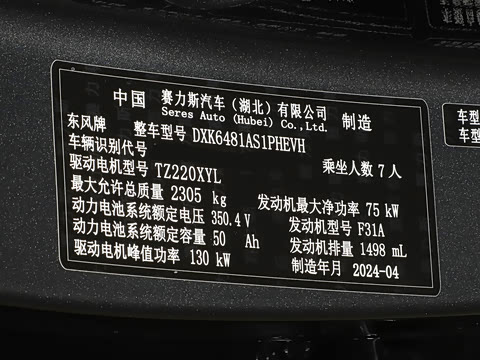 中国 赛力斯汽车（湖北）有限公司 制造
Seres Auto (Hubei) Co.,Ltd.
东风牌 整车型号 DXK6481AS1PHEVH
车辆识别代号 乘坐人数 7 人
驱动电机型号 TZ220XYL
最大允许总质量 2305 kg 发动机最大净功率 75 kW
动力电池系统额定电压 350.4 V 发动机型号 F31A
动力电池系统额定容量 50 Ah 发动机排量 1498 mL
驱动电机峰值功率 130 kW 制造年月 2024-04
车型
车型